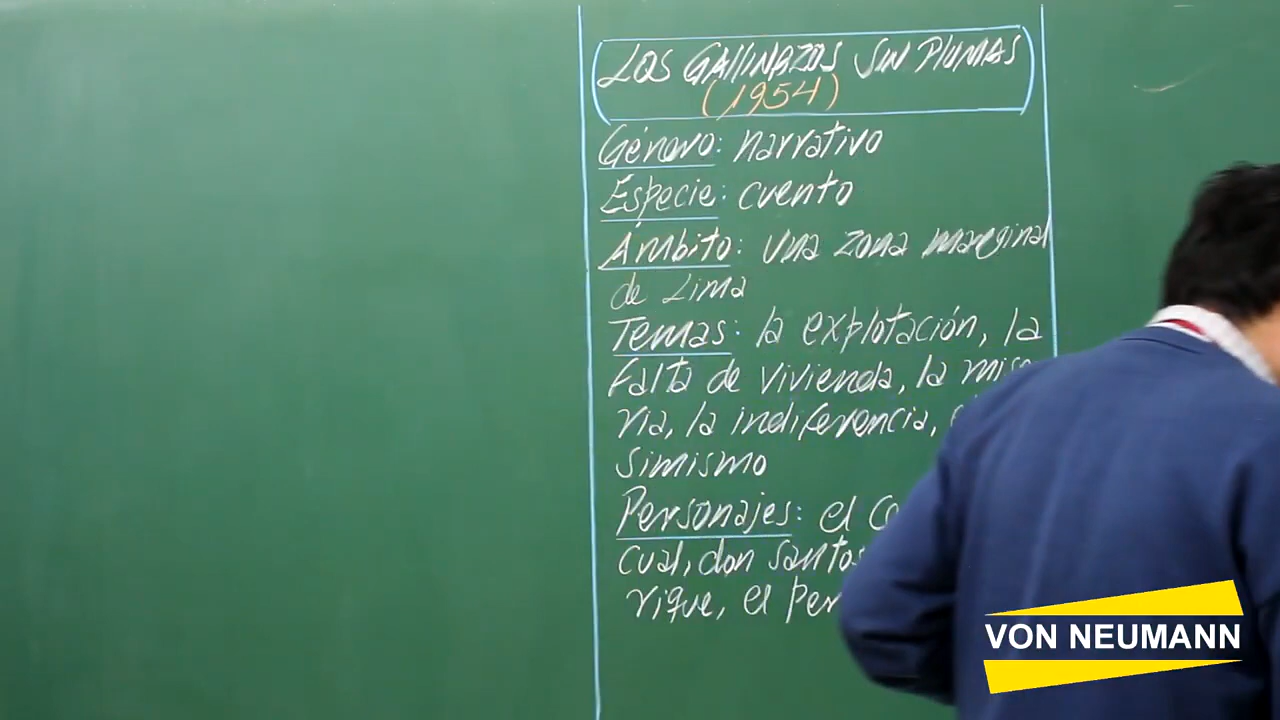 LOS GALLINAZOS SIN PLUMAS
(1954)
Género: narrativo
Especie: cuento
Ámbito: una zona marginal
de Lima
Temas: la explotación, la
falta de vivienda, la mise
ria, la indiferencia,
simismo
Personajes: el
cual, don Santos
rique, el
VON NEUMANN